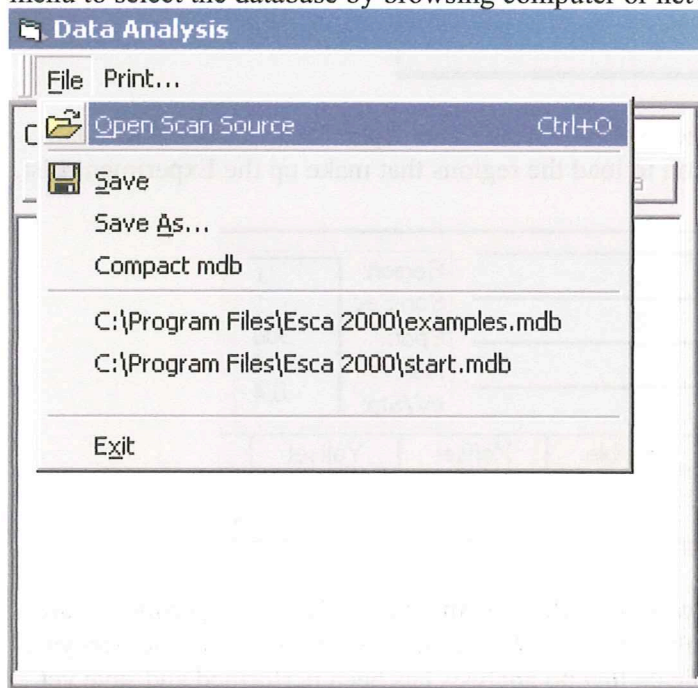 menu to select the database by browsing computer or net
Data Analysis
File Print...
Open Scan Source Ctrl+O
Save
Save As...
Compact mdb
C:\Program Files\Esca 2000\examples.mdb
C:\Program Files\Esca 2000\start.mdb
Exit